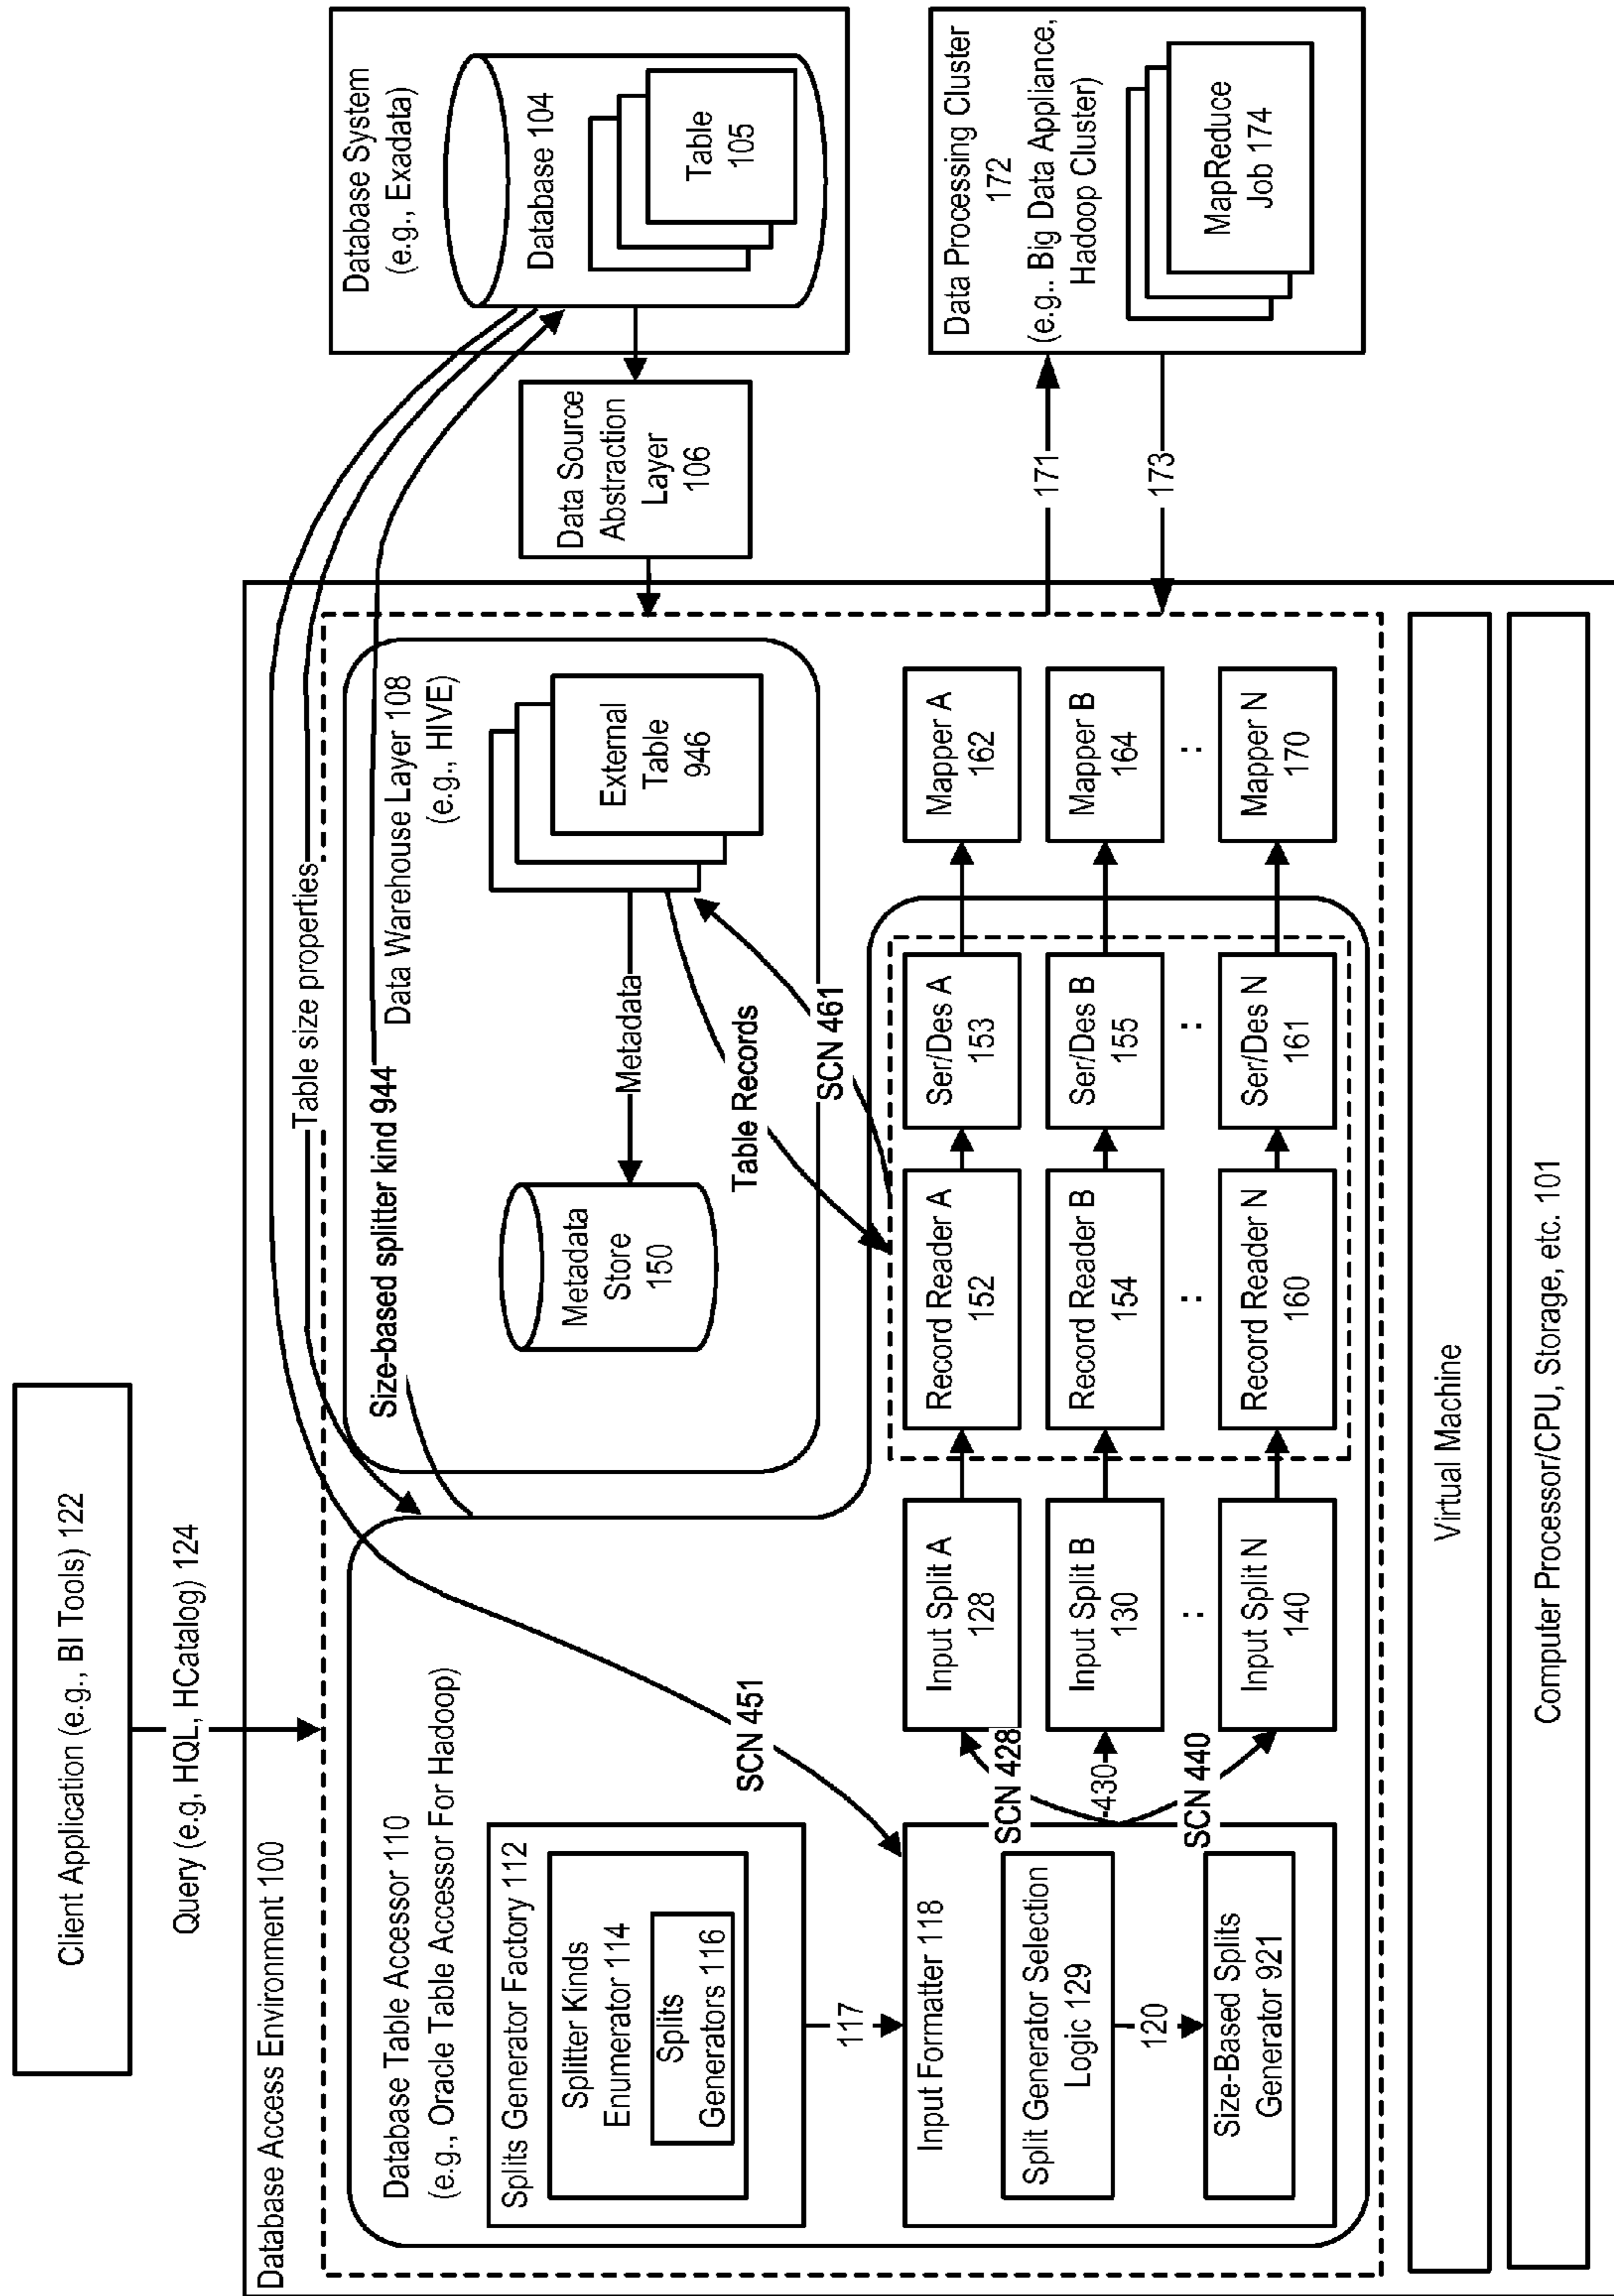 Client Application (e.g., BI Tools) 122
Query (e.g, HQL, HCatalog) 124
Database Access Environment 100
Database Table Accessor 110
(e.g., Oracle Table Accessor For Hadoop)
Splits Generator Factory 112
Splitter Kinds
Enumerator 114
Splits
Generators 116
117
Input Formatter 118
Split Generator Selection
Logic 129
120
Size-Based Splits
Generator 921
SCN 451
SCN 428
430
SCN 440
Input Split A
128
Input Split B
130
:
Input Split N
140
Table size properties
Size-based splitter kind 944
Data Warehouse Layer 108
(e.g., HIVE)
Metadata
Store
150
Metadata
External
Table
946
Table Records
SCN 461
Record Reader A
152
Record Reader B
154
:
Record Reader N
160
Ser/Des A
153
Ser/Des B
155
:
Ser/Des N
161
Mapper A
162
Mapper B
164
:
Mapper N
170
Virtual Machine
Computer Processor/CPU, Storage, etc. 101
Data Source
Abstraction
Layer
106
Database System
(e.g., Exadata)
Database 104
Table
105
171
173
Data Processing Cluster
172
(e.g.. Big Data Appliance,
Hadoop Cluster)
MapReduce
Job 174